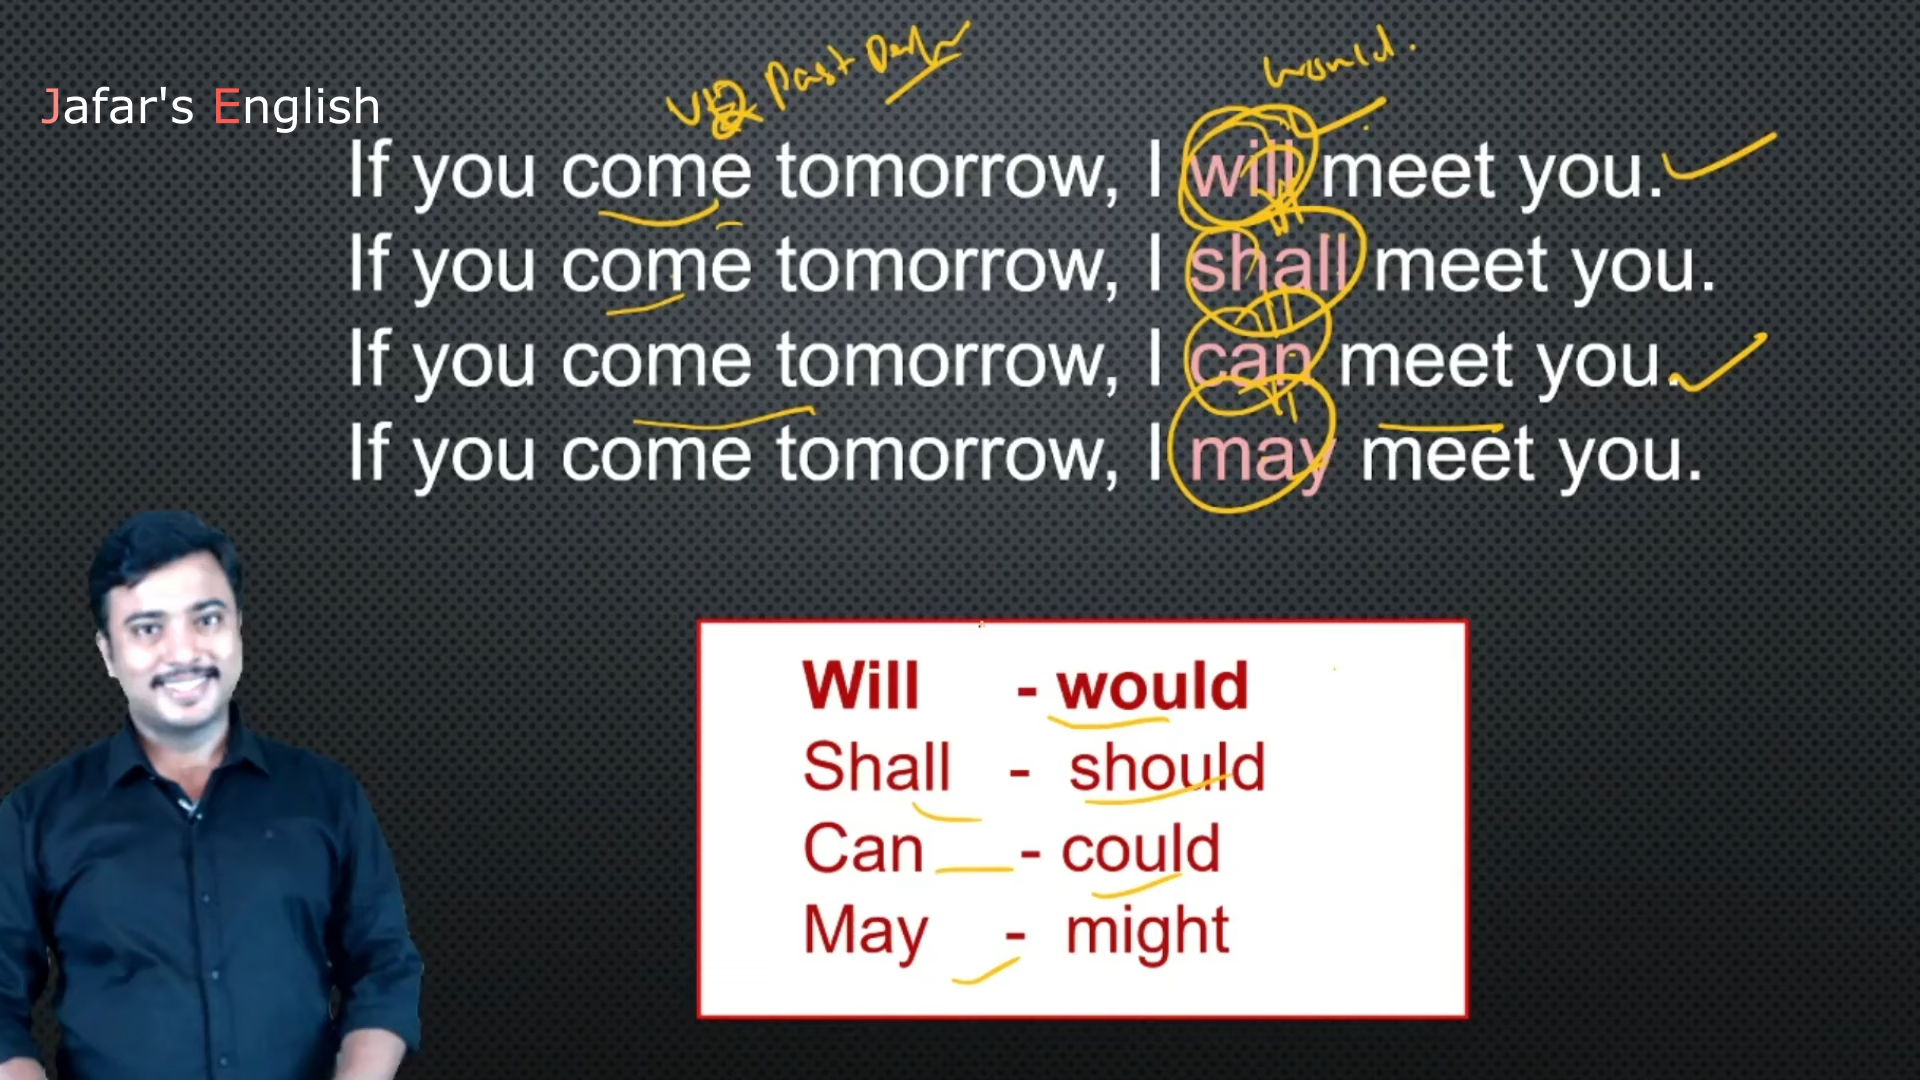 Past
would.
Jafar's English
If you come tomorrow, I will meet you.
If you come tomorrow, I shall meet you.
If you come tomorrow, I can meet you.
If you come tomorrow, I may meet you.
Will - would
Shall - should
Can - could
May - might